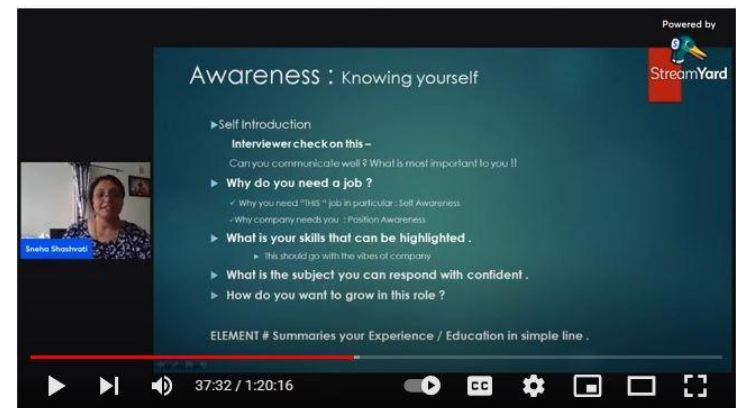 Powered by
StreamYard
Awareness : Knowing yourself
▶Self Introduction
Interviewer check on this –
Can you communicate well ? What is most important to you !!
▶ Why do you need a job ?
✓ Why you need "THIS " job in particular : Self Awareness
✓Why company needs you : Position Awareness
▶ What is your skills that can be highlighted .
▶ This should go with the vibes of company
▶ What is the subject you can respond with confident .
▶ How do you want to grow in this role ?
ELEMENT # Summaries your Experience / Education in simple line .
Sneha Shashvati
37:32 / 1:20:16
CC